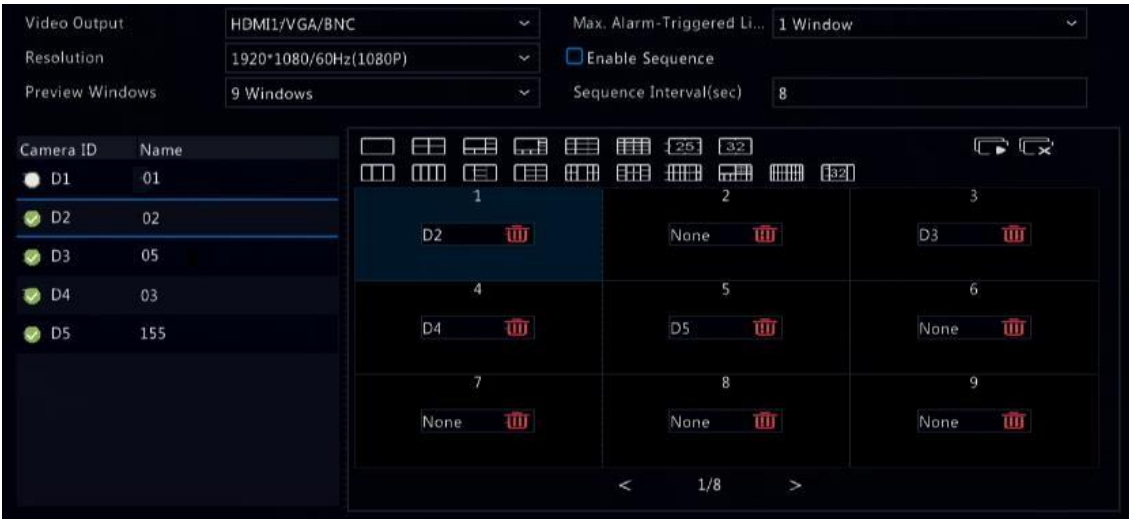 Video Output HDMI1/VGA/BNC Max. Alarm-Triggered Li... 1 Window
Resolution 1920*1080/60Hz(1080P) Enable Sequence
Preview Windows 9 Windows Sequence Interval(sec) 8
Camera ID Name
D1 01
D2 02
D3 05
D4 03
D5 155
25 32
32
1 2 3
D2 None D3
4 5 6
D4 D5 None
7 8 9
None None None
< 1/8 >